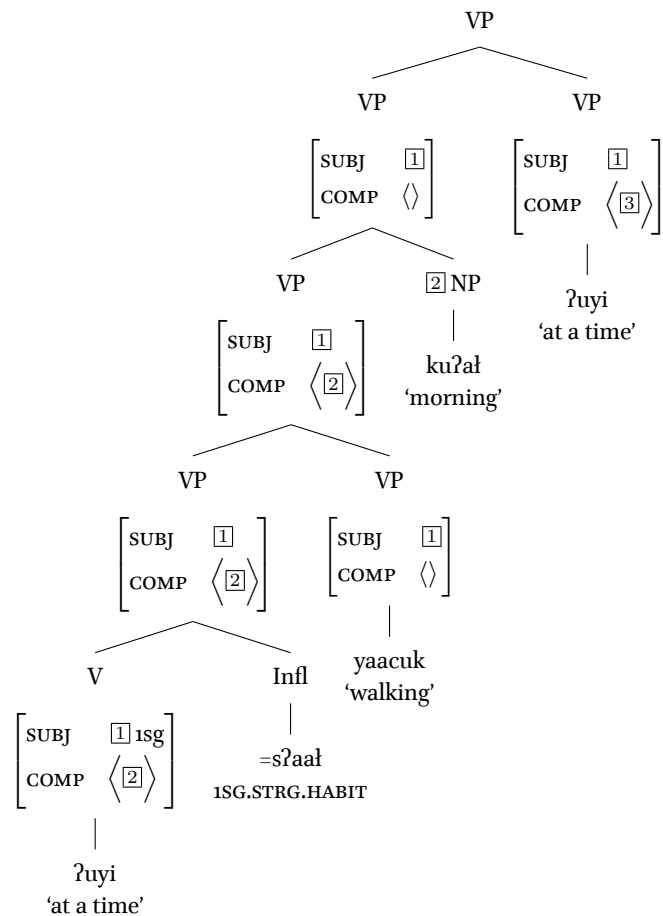 VP
VP VP
SUBJ 1 SUBJ 1
COMP ⟨⟩ COMP ⟨3⟩
VP 2 NP ʔuyi
‘at a time’
SUBJ 1 kuʔał
COMP ⟨2⟩ ‘morning’
VP VP
SUBJ 1 SUBJ 1
COMP ⟨2⟩ COMP ⟨⟩
V Infl yaacuk
‘walking’
SUBJ 1 1sg =sʔaał
COMP ⟨2⟩ 1SG.STRG.HABIT
ʔuyi
‘at a time’